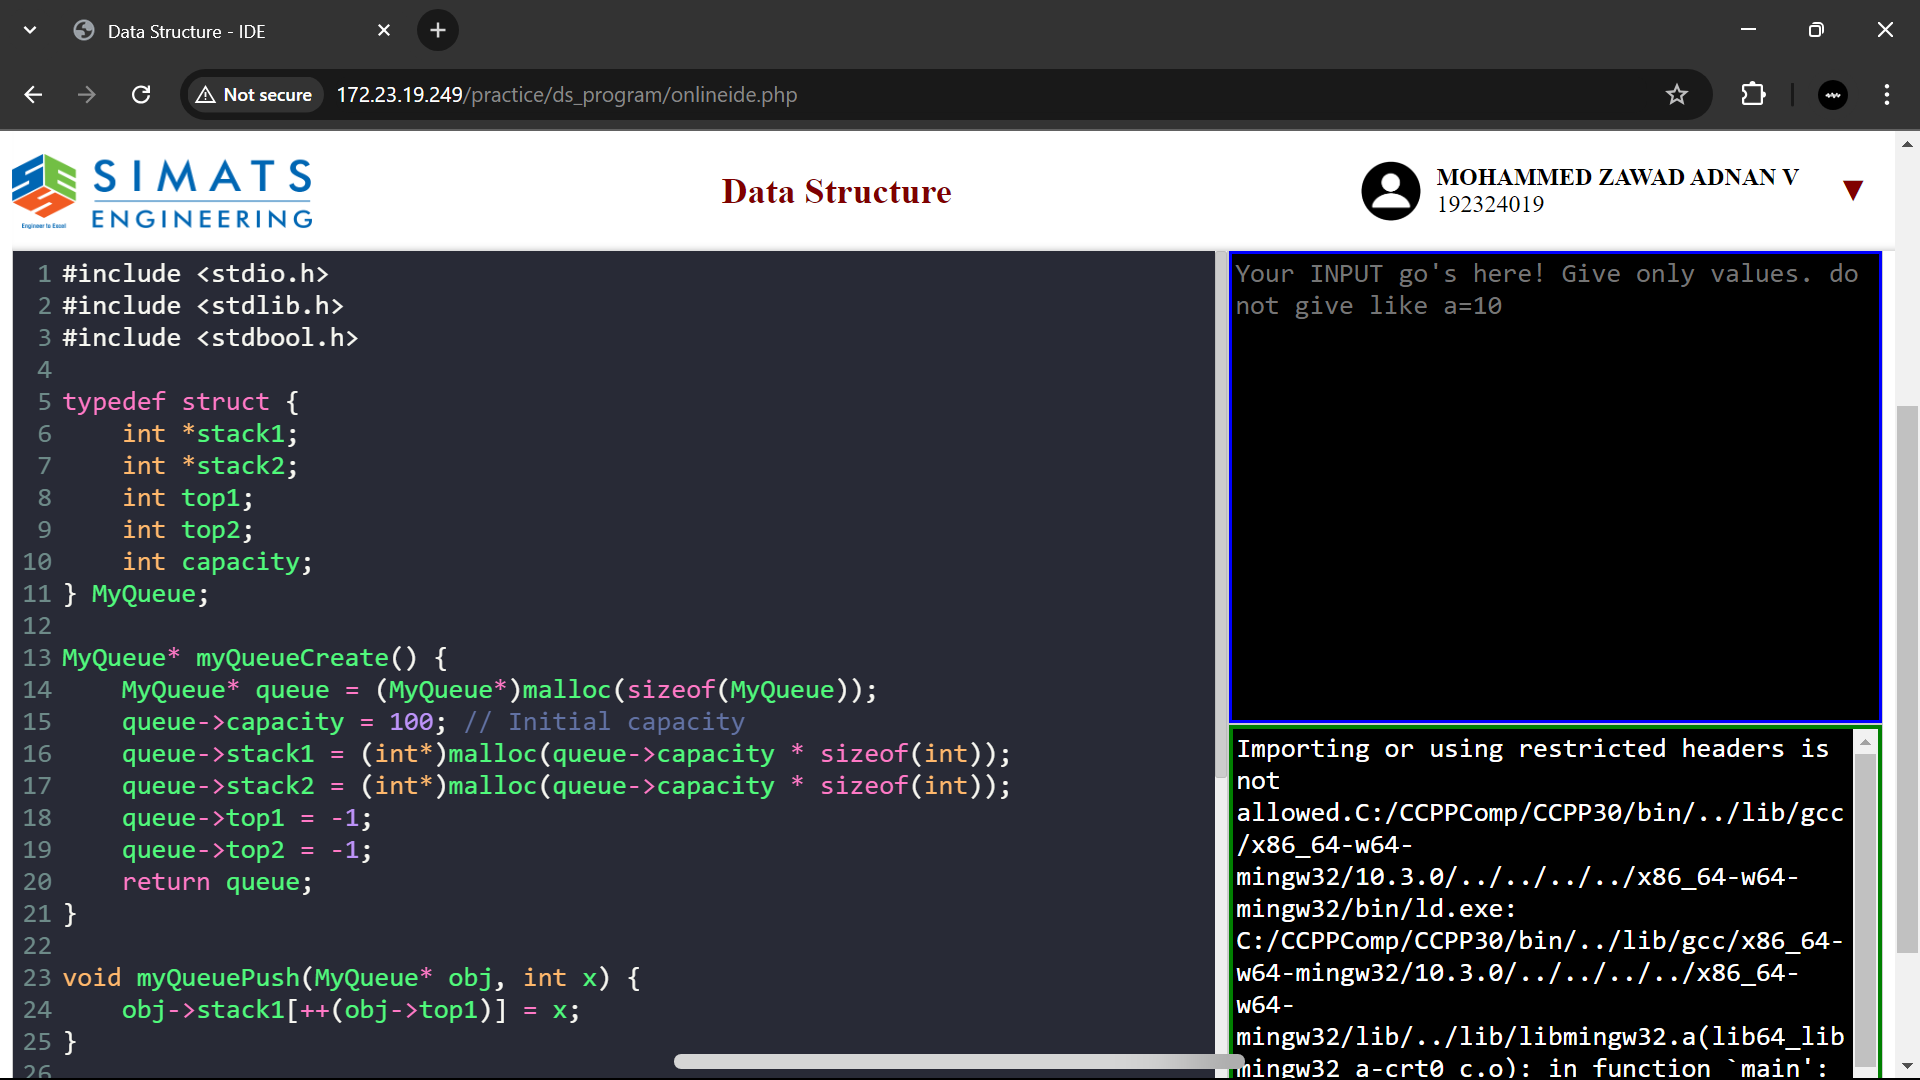 Data Structure - IDE
Not secure
172.23.19.249/practice/ds_program/onlineide.php
SIMATS
ENGINEERING
Engineer to Excel
Data Structure
MOHAMMED ZAWAD ADNAN V
192324019
1 #include <stdio.h>
2 #include <stdlib.h>
3 #include <stdbool.h>
4
5 typedef struct {
6     int *stack1;
7     int *stack2;
8     int top1;
9     int top2;
10     int capacity;
11 } MyQueue;
12
13 MyQueue* myQueueCreate() {
14     MyQueue* queue = (MyQueue*)malloc(sizeof(MyQueue));
15     queue->capacity = 100; // Initial capacity
16     queue->stack1 = (int*)malloc(queue->capacity * sizeof(int));
17     queue->stack2 = (int*)malloc(queue->capacity * sizeof(int));
18     queue->top1 = -1;
19     queue->top2 = -1;
20     return queue;
21 }
22
23 void myQueuePush(MyQueue* obj, int x) {
24     obj->stack1[++(obj->top1)] = x;
25 }
26
Your INPUT go's here! Give only values. do
not give like a=10
Importing or using restricted headers is
not
allowed.C:/CCPPComp/CCPP30/bin/../lib/gcc
/x86_64-w64-
mingw32/10.3.0/../../../../x86_64-w64-
mingw32/bin/ld.exe:
C:/CCPPComp/CCPP30/bin/../lib/gcc/x86_64-
w64-mingw32/10.3.0/../../../../x86_64-
w64-
mingw32/lib/../lib/libmingw32.a(lib64_lib
mingw32_a-crt0_c.o): in function `main':